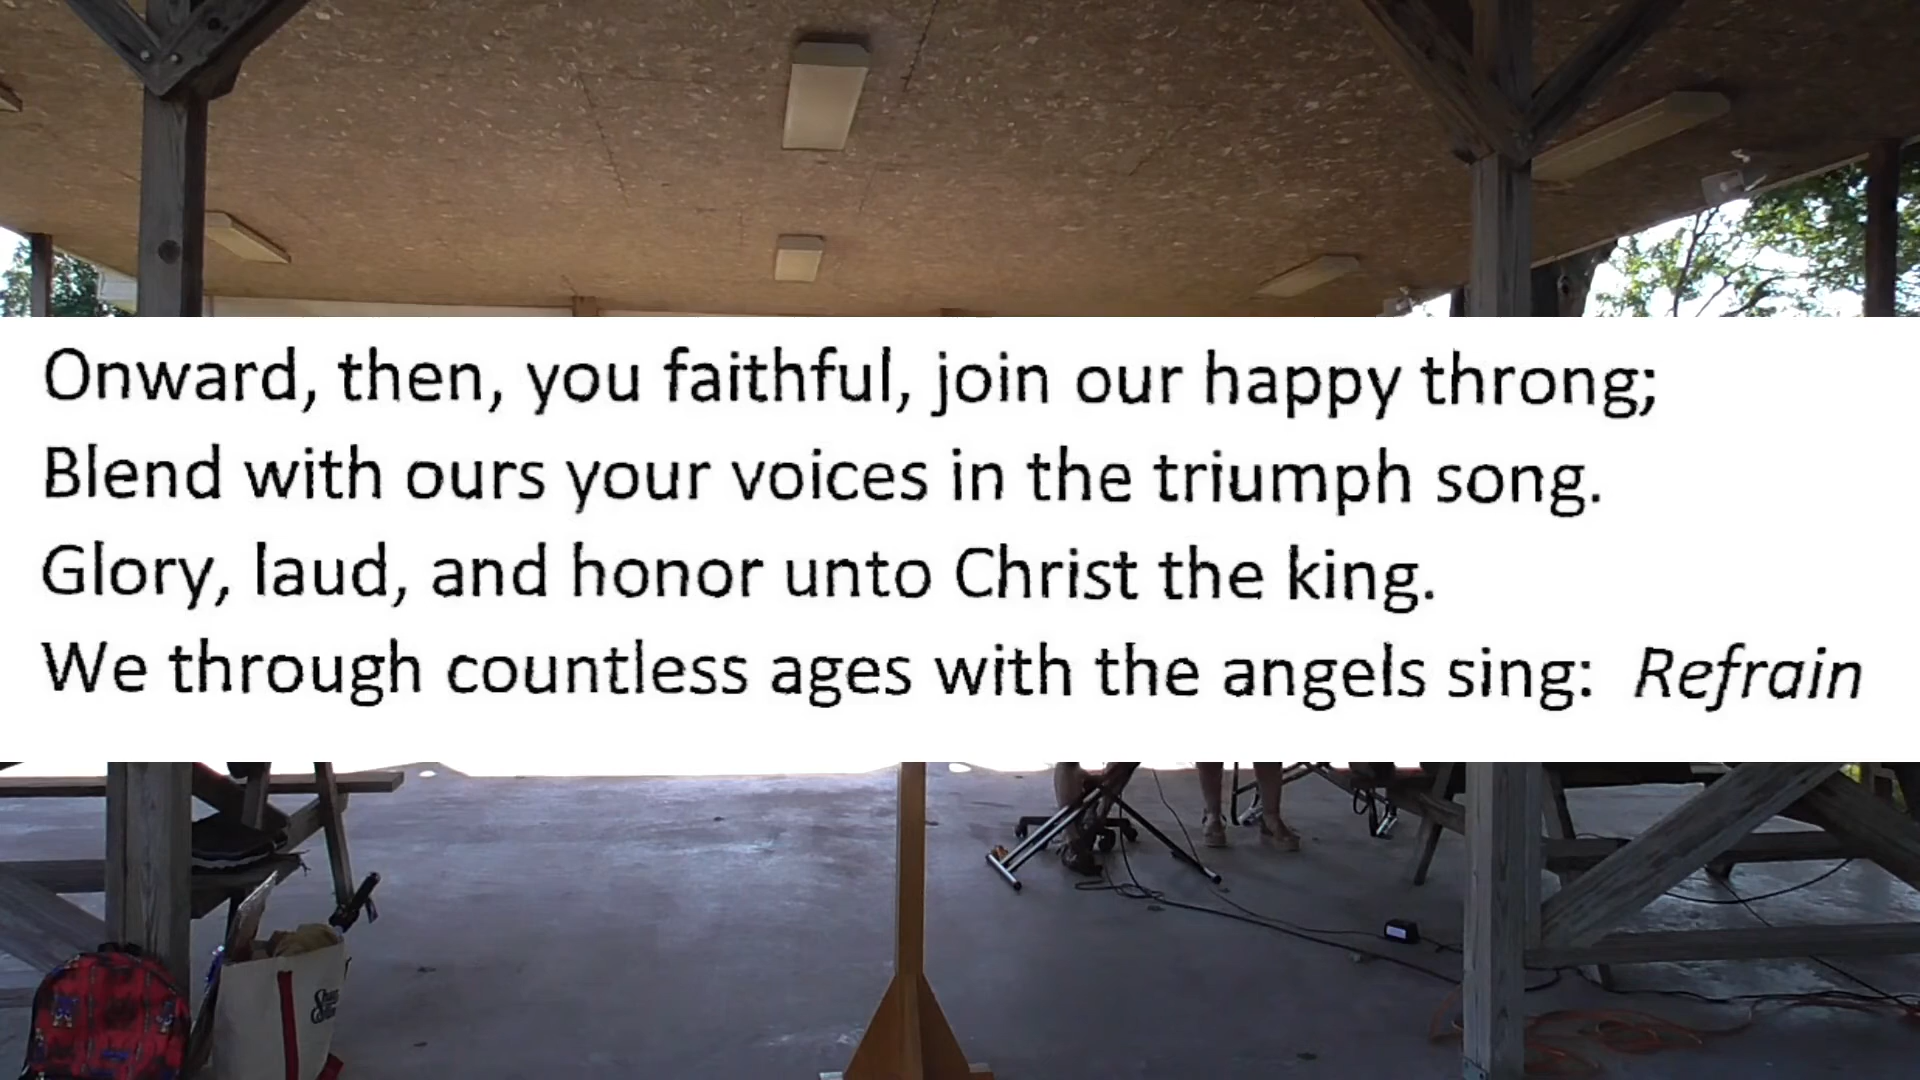 Onward, then, you faithful, join our happy throng;
Blend with ours your voices in the triumph song.
Glory, laud, and honor unto Christ the king.
We through countless ages with the angels sing:  Refrain